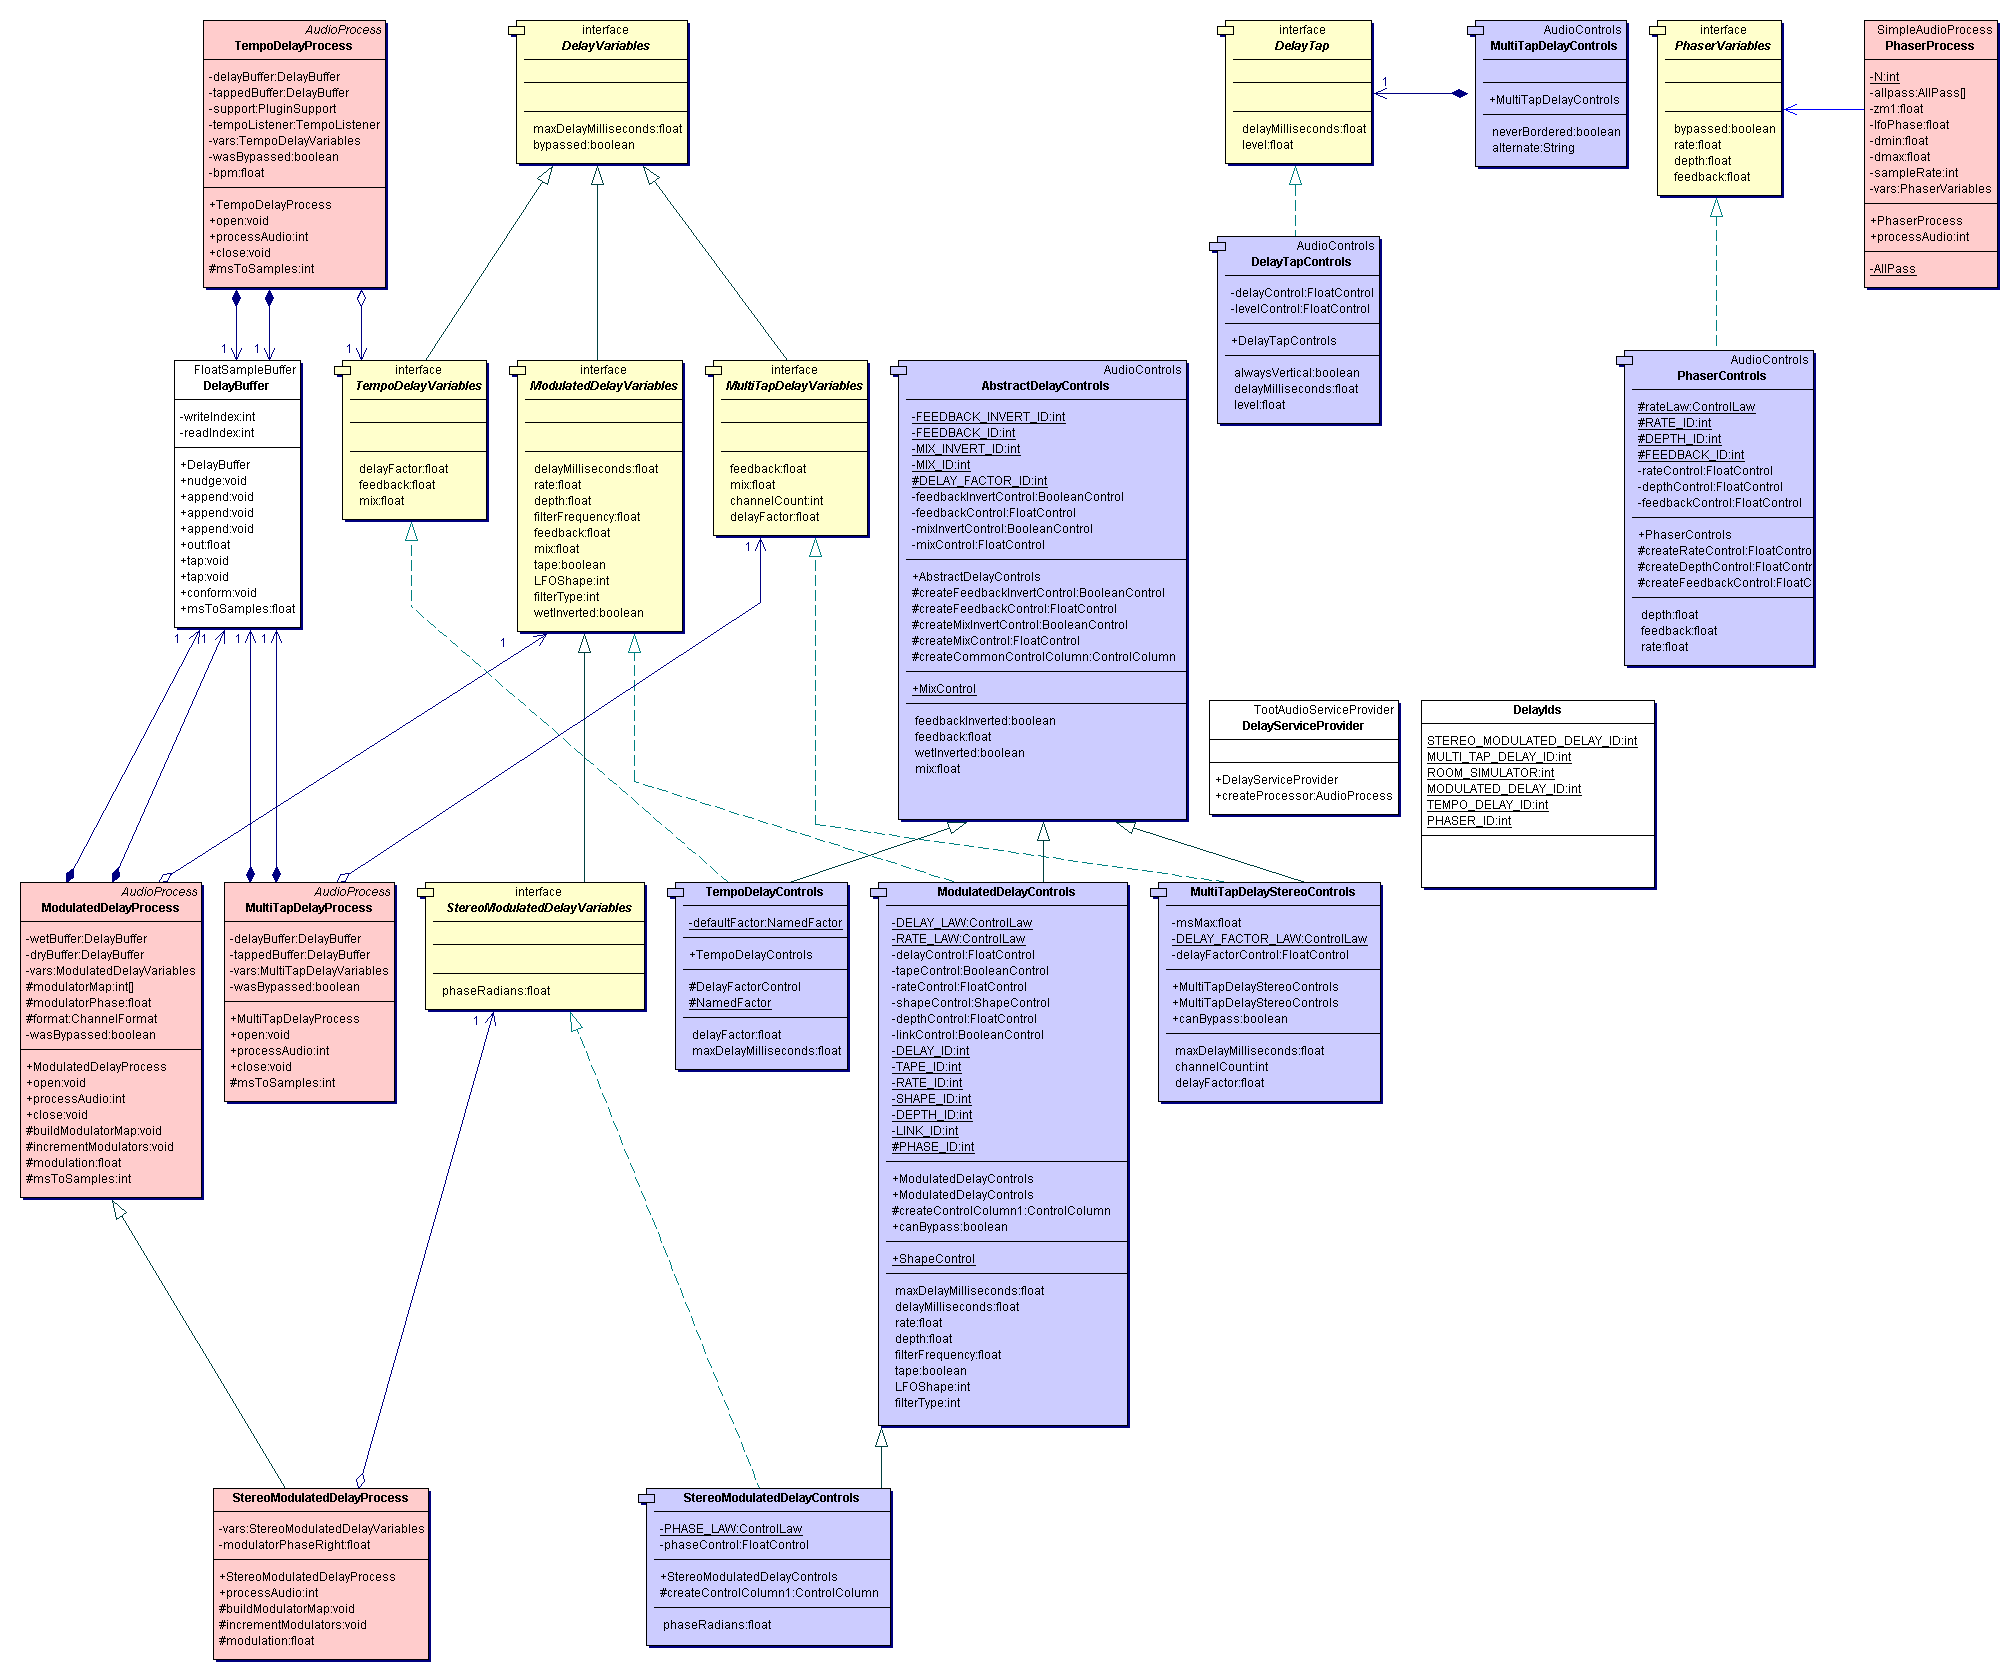 AudioProcess
TempoDelayProcess
-delayBuffer:DelayBuffer
-tappedBuffer:DelayBuffer
-support:PluginSupport
-tempoListener:TempoListener
-vars:TempoDelayVariables
-wasBypassed:boolean
-bpm:float
+TempoDelayProcess
+open:void
+processAudio:int
+close:void
#msToSamples:int
interface
DelayVariables
maxDelayMilliseconds:float
bypassed:boolean
interface
DelayTap
delayMilliseconds:float
level:float
1
AudioControls
MultiTapDelayControls
+MultiTapDelayControls
neverBordered:boolean
alternate:String
interface
PhaserVariables
bypassed:boolean
rate:float
depth:float
feedback:float
SimpleAudioProcess
PhaserProcess
-N:int
-allpass:AllPass[]
-zm1:float
-lfoPhase:float
-dmin:float
-dmax:float
-sampleRate:int
-vars:PhaserVariables
+PhaserProcess
+processAudio:int
-AllPass
AudioControls
DelayTapControls
-delayControl:FloatControl
-levelControl:FloatControl
+DelayTapControls
alwaysVertical:boolean
delayMilliseconds:float
level:float
1
1
1
FloatSampleBuffer
DelayBuffer
-writeIndex:int
-readIndex:int
+DelayBuffer
+nudge:void
+append:void
+append:void
+append:void
+out:float
+tap:void
+tap:void
+conform:void
+msToSamples:float
interface
TempoDelayVariables
delayFactor:float
feedback:float
mix:float
interface
ModulatedDelayVariables
delayMilliseconds:float
rate:float
depth:float
filterFrequency:float
feedback:float
mix:float
tape:boolean
LFOShape:int
filterType:int
wetInverted:boolean
interface
MultiTapDelayVariables
feedback:float
mix:float
channelCount:int
delayFactor:float
AudioControls
AbstractDelayControls
-FEEDBACK_INVERT_ID:int
-FEEDBACK_ID:int
-MIX_INVERT_ID:int
-MIX_ID:int
#DELAY_FACTOR_ID:int
-feedbackInvertControl:BooleanControl
-feedbackControl:FloatControl
-mixInvertControl:BooleanControl
-mixControl:FloatControl
+AbstractDelayControls
#createFeedbackInvertControl:BooleanControl
#createFeedbackControl:FloatControl
#createMixInvertControl:BooleanControl
#createMixControl:FloatControl
#createCommonControlColumn:ControlColumn
+MixControl
feedbackInverted:boolean
feedback:float
wetInverted:boolean
mix:float
AudioControls
PhaserControls
#rateLaw:ControlLaw
#RATE_ID:int
#DEPTH_ID:int
#FEEDBACK_ID:int
-rateControl:FloatControl
-depthControl:FloatControl
-feedbackControl:FloatControl
+PhaserControls
#createRateControl:FloatContro
#createDepthControl:FloatContr
#createFeedbackControl:FloatC
depth:float
feedback:float
rate:float
1
1
1
1
1
1
TootAudioServiceProvider
DelayServiceProvider
+DelayServiceProvider
+createProcessor:AudioProcess
DelayIds
STEREO_MODULATED_DELAY_ID:int
MULTI_TAP_DELAY_ID:int
ROOM_SIMULATOR:int
MODULATED_DELAY_ID:int
TEMPO_DELAY_ID:int
PHASER_ID:int
AudioProcess
ModulatedDelayProcess
-wetBuffer:DelayBuffer
-dryBuffer:DelayBuffer
-vars:ModulatedDelayVariables
#modulatorMap:int[]
#modulatorPhase:float
#format:ChannelFormat
-wasBypassed:boolean
+ModulatedDelayProcess
+open:void
+processAudio:int
+close:void
#buildModulatorMap:void
#incrementModulators:void
#modulation:float
#msToSamples:int
AudioProcess
MultiTapDelayProcess
-delayBuffer:DelayBuffer
-tappedBuffer:DelayBuffer
-vars:MultiTapDelayVariables
-wasBypassed:boolean
+MultiTapDelayProcess
+open:void
+processAudio:int
+close:void
#msToSamples:int
interface
StereoModulatedDelayVariables
phaseRadians:float
1
TempoDelayControls
-defaultFactor:NamedFactor
+TempoDelayControls
#DelayFactorControl
#NamedFactor
delayFactor:float
maxDelayMilliseconds:float
ModulatedDelayControls
-DELAY_LAW:ControlLaw
-RATE_LAW:ControlLaw
-delayControl:FloatControl
-tapeControl:BooleanControl
-rateControl:FloatControl
-shapeControl:ShapeControl
-depthControl:FloatControl
-linkControl:BooleanControl
-DELAY_ID:int
-TAPE_ID:int
-RATE_ID:int
-SHAPE_ID:int
-DEPTH_ID:int
-LINK_ID:int
#PHASE_ID:int
+ModulatedDelayControls
+ModulatedDelayControls
#createControlColumn1:ControlColumn
+canBypass:boolean
+ShapeControl
maxDelayMilliseconds:float
delayMilliseconds:float
rate:float
depth:float
filterFrequency:float
tape:boolean
LFOShape:int
filterType:int
MultiTapDelayStereoControls
-msMax:float
-DELAY_FACTOR_LAW:ControlLaw
-delayFactorControl:FloatControl
+MultiTapDelayStereoControls
+MultiTapDelayStereoControls
+canBypass:boolean
maxDelayMilliseconds:float
channelCount:int
delayFactor:float
StereoModulatedDelayProcess
-vars:StereoModulatedDelayVariables
-modulatorPhaseRight:float
+StereoModulatedDelayProcess
+processAudio:int
#buildModulatorMap:void
#incrementModulators:void
#modulation:float
StereoModulatedDelayControls
-PHASE_LAW:ControlLaw
-phaseControl:FloatControl
+StereoModulatedDelayControls
#createControlColumn1:ControlColumn
phaseRadians:float